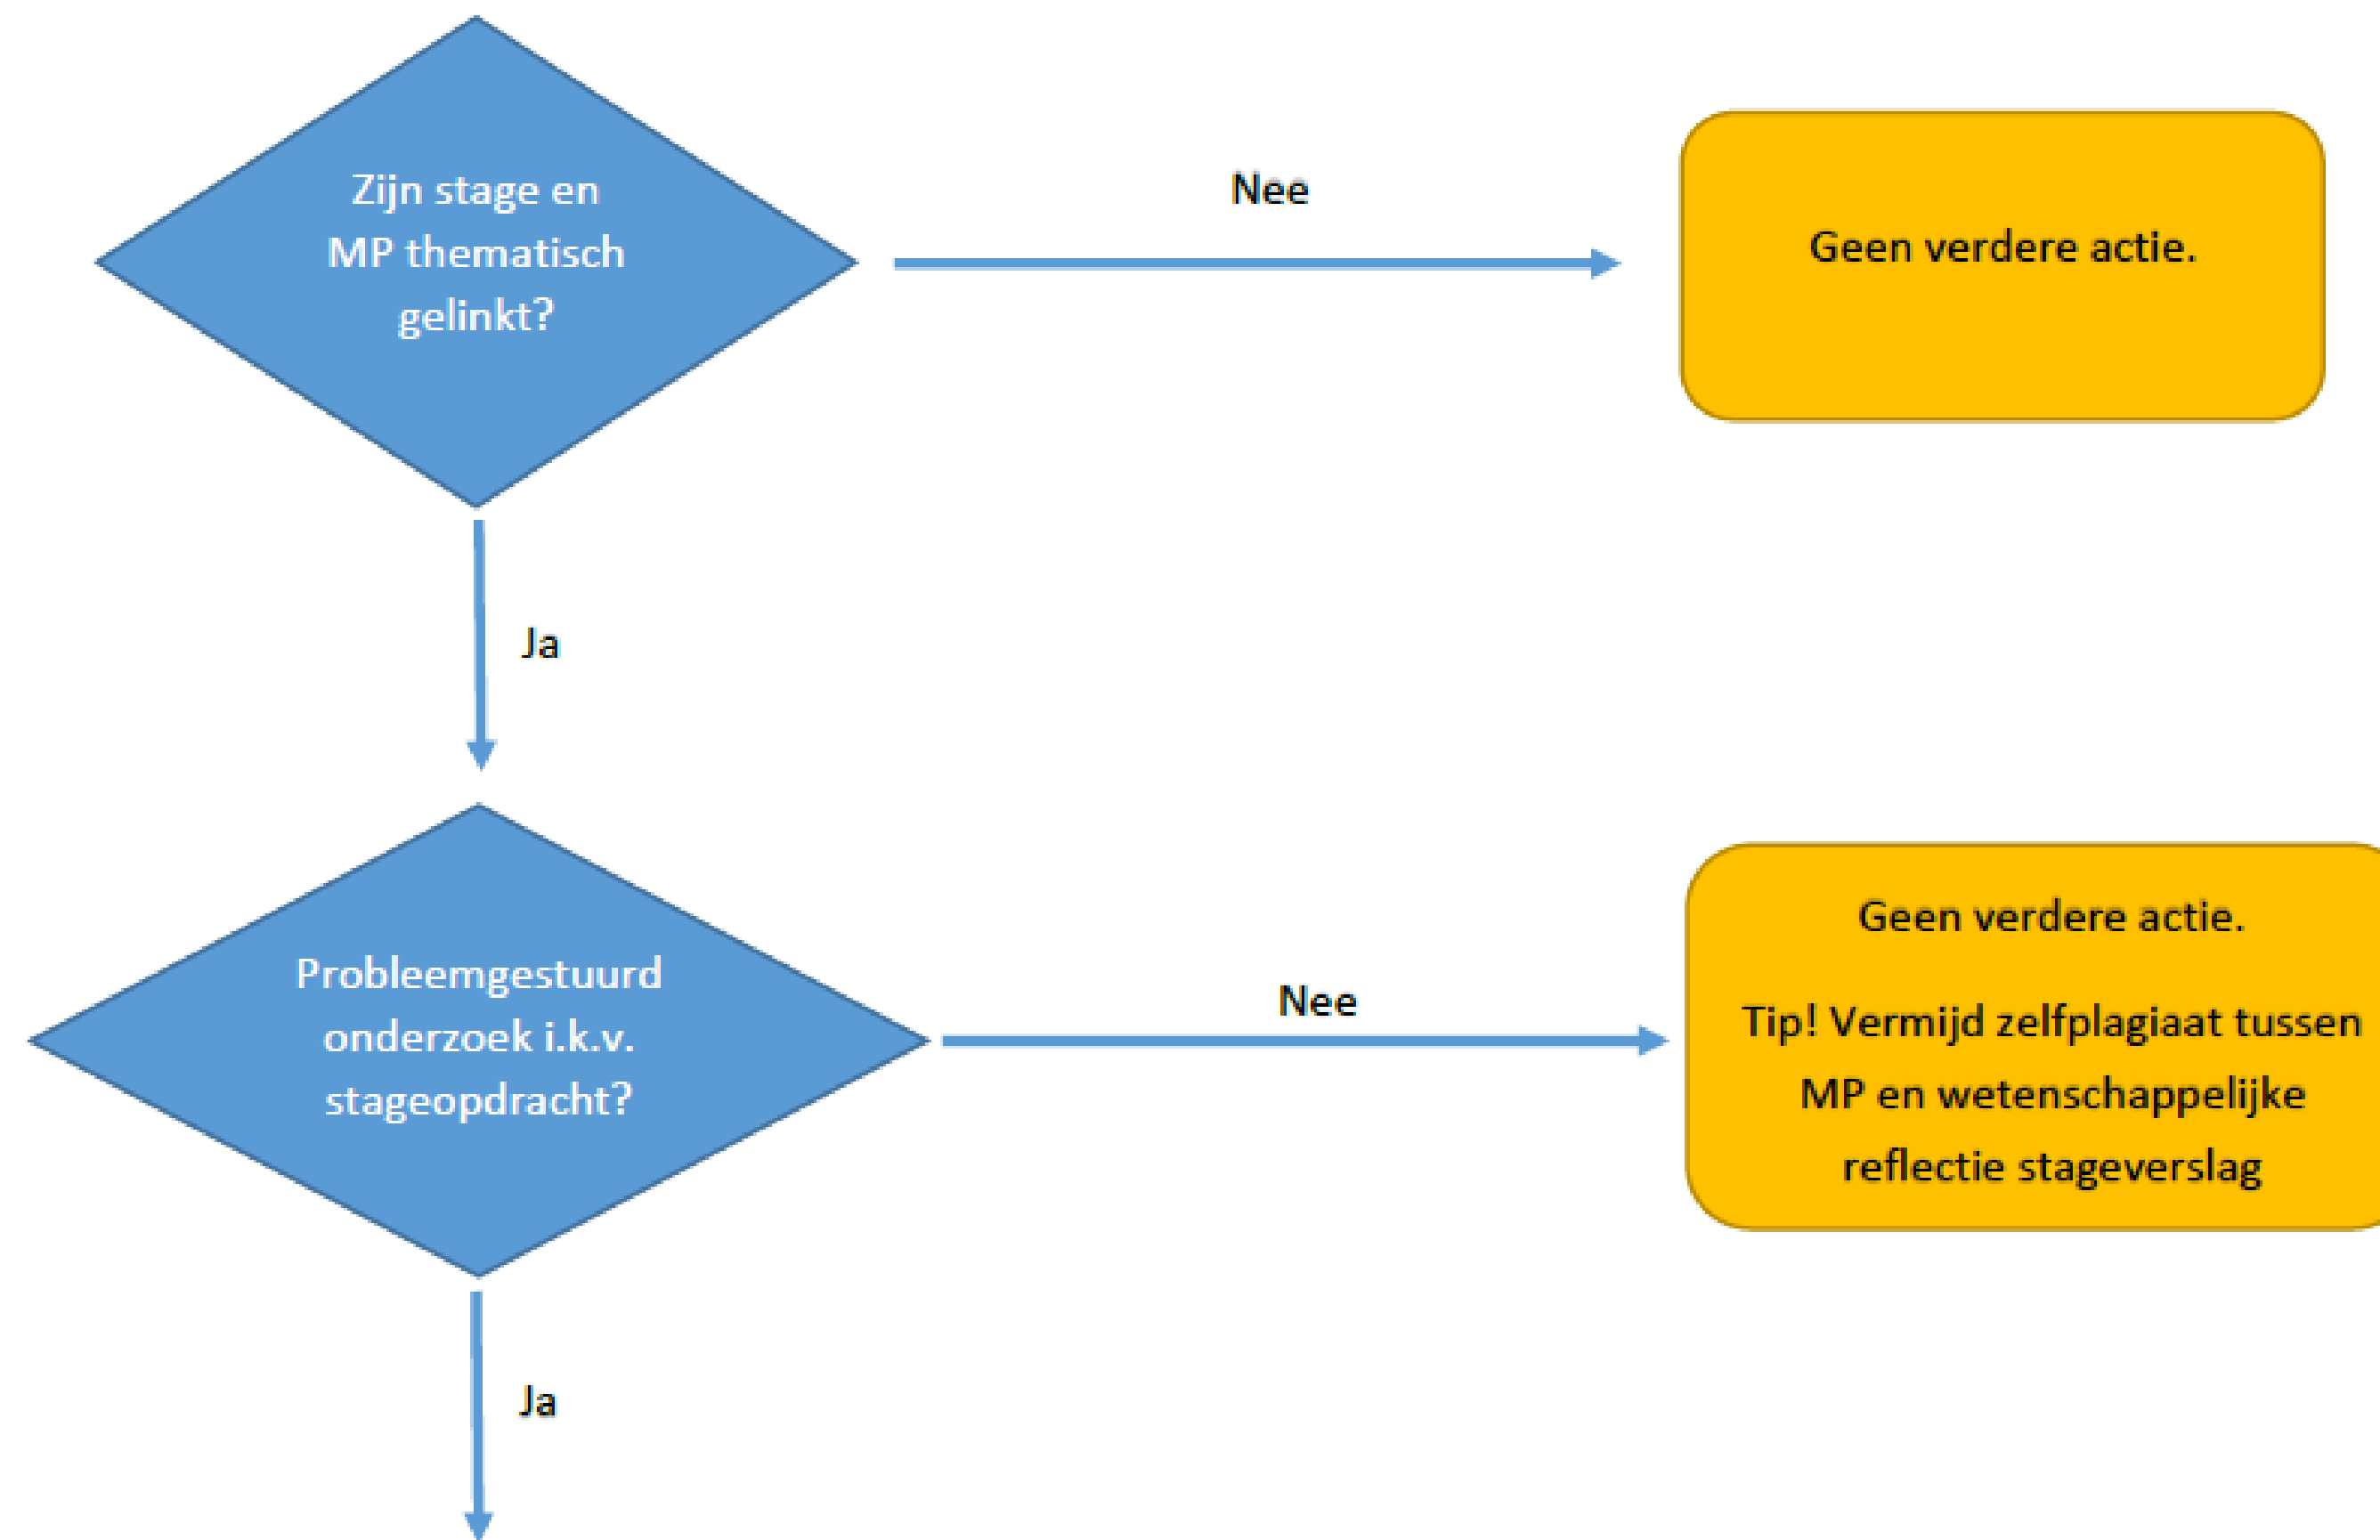 Zijn stage en
MP thematisch
gelinkt?
Nee
Geen verdere actie.
Ja
Probleemgestuurd
onderzoek i.k.v.
stageopdracht?
Nee
Geen verdere actie.
Tip! Vermijd zelfplagiaat tussen
MP en wetenschappelijke
reflectie stageverslag
Ja